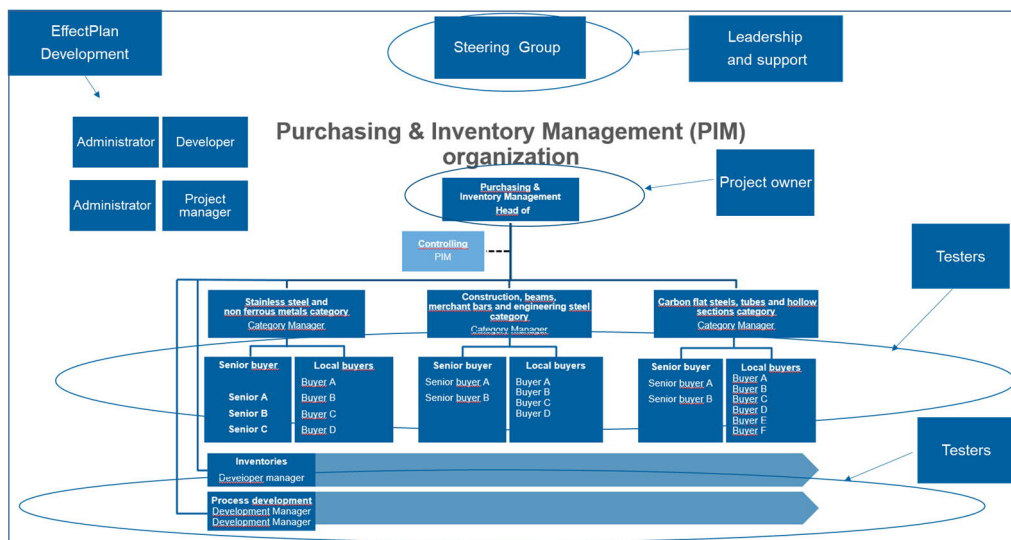 EffectPlan
Development
Steering Group
Leadership
and support
Administrator
Developer
Administrator
Project
manager
Purchasing & Inventory Management (PIM)
organization
Purchasing &
Inventory Management
Head of
Project owner
Controlling
PIM
Testers
Stainless steel and
non ferrous metals category
Category Manager
Construction, beams,
merchant bars and engineering steel
category
Category Manager
Carbon flat steels, tubes and hollow
sections category
Category Manager
Senior buyer
Senior A
Senior B
Senior C
Local buyers
Buyer A
Buyer B
Buyer C
Buyer D
Senior buyer
Senior buyer A
Senior buyer B
Local buyers
Buyer A
Buyer B
Buyer C
Buyer D
Senior buyer
Senior buyer A
Senior buyer B
Local buyers
Buyer A
Buyer B
Buyer C
Buyer D
Buyer E
Buyer F
Testers
Inventories
Developer manager
Process development
Development Manager
Development Manager